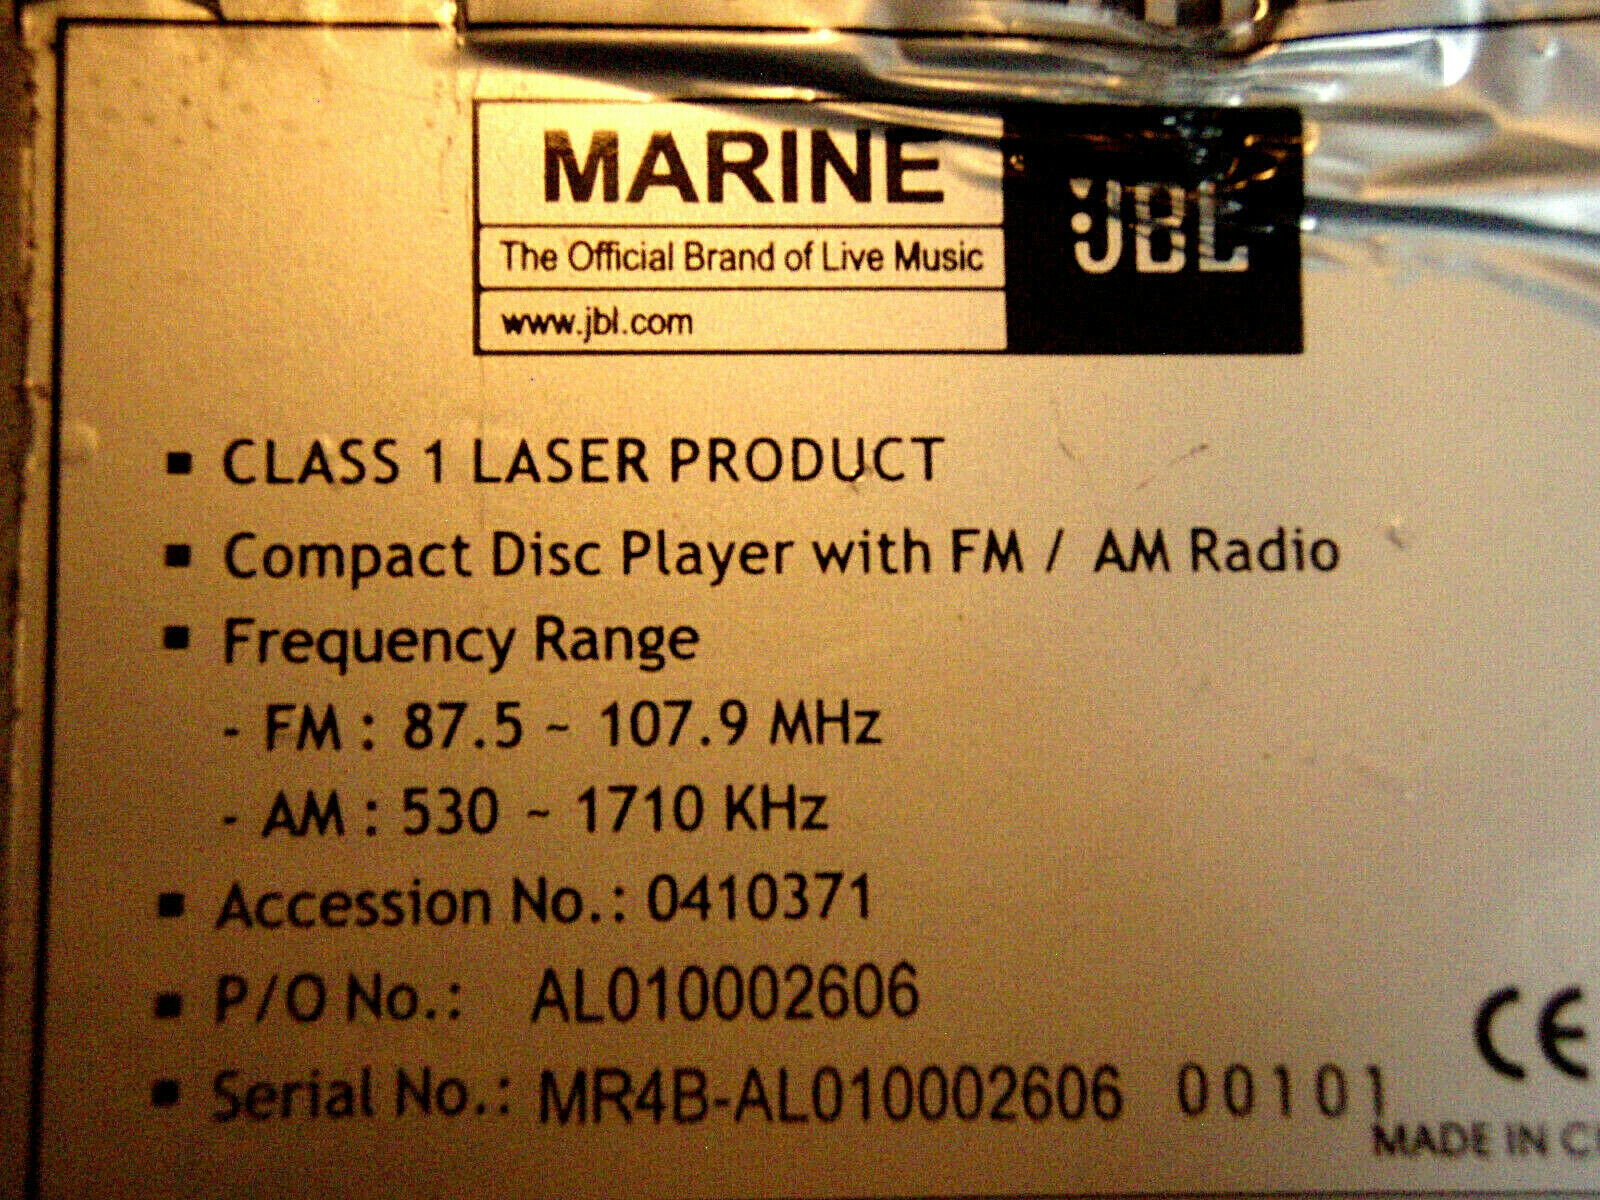 MARINE
JBL
The Official Brand of Live Music
www.jbl.com
▪ CLASS 1 LASER PRODUCT
▪ Compact Disc Player with FM / AM Radio
▪ Frequency Range
- FM : 87.5 ~ 107.9 MHz
- AM : 530 ~ 1710 KHz
▪ Accession No.: 0410371
▪ P/O No.: AL010002606
▪ Serial No.: MR4B-AL010002606 00101
CE
MADE IN